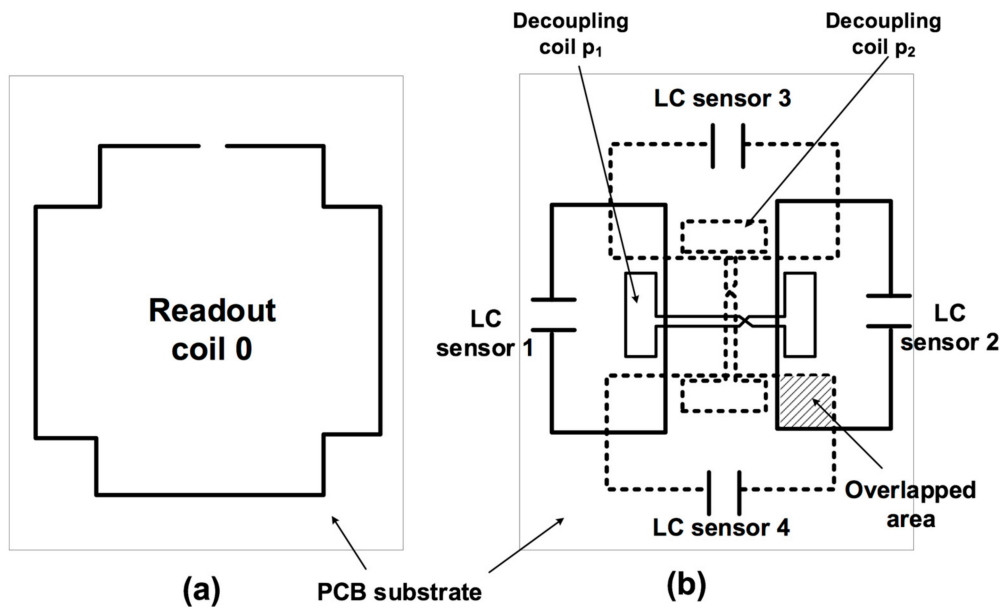 Decoupling
coil p₁
Decoupling
coil p₂
LC sensor 3
Readout
coil 0
LC
sensor 1
LC
sensor 2
Overlapped
area
LC sensor 4
PCB substrate
(a)
(b)